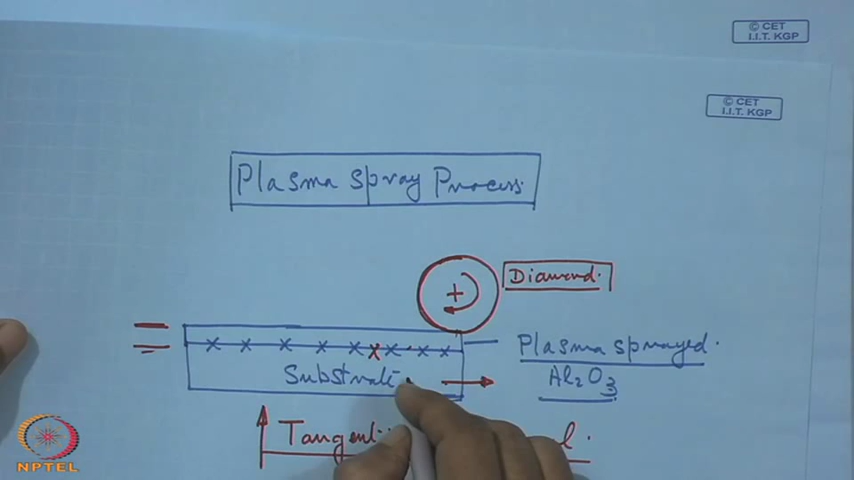 © CET
I.I.T. KGP
© CET
I.I.T. KGP
Plasma Spray Process.
Diamond.
Plasma sprayed
Al2O3
Substrate
NPTEL